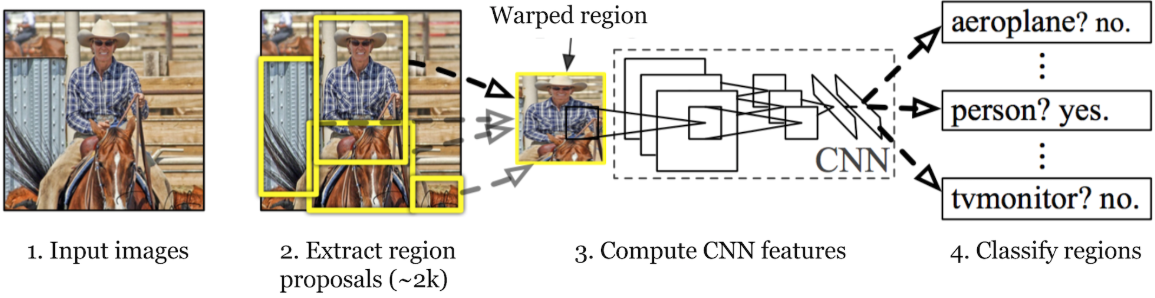 Warped region
aeroplane? no.
person? yes.
CNN
tvmonitor? no.
1. Input images
2. Extract region
proposals (~2k)
3. Compute CNN features
4. Classify regions